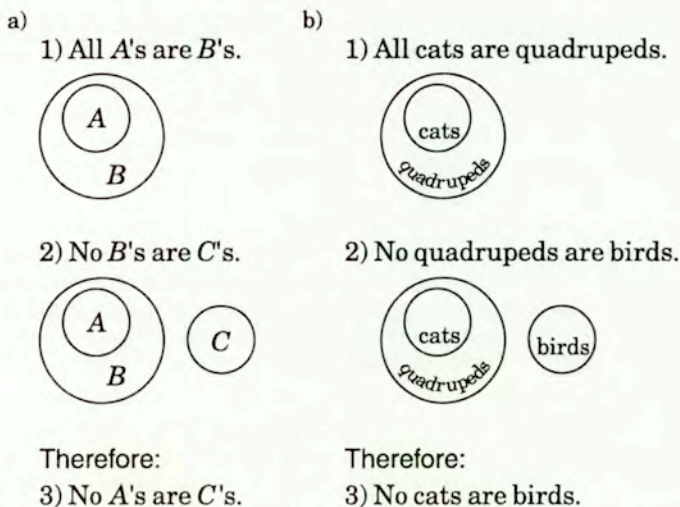 a)
1) All A's are B's.
A
B
2) No B's are C's.
A
B
C
Therefore:
3) No A's are C's.
b)
1) All cats are quadrupeds.
cats
quadrupeds
2) No quadrupeds are birds.
cats
quadrupeds
birds
Therefore:
3) No cats are birds.